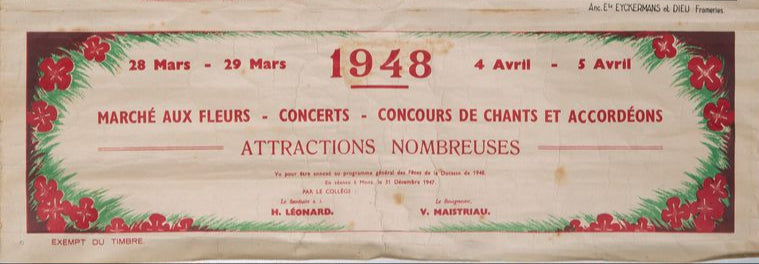 Anc. Ets EYCKERMANS et DIEU Frameries.
28 Mars - 29 Mars 1948 4 Avril - 5 Avril
MARCHÉ AUX FLEURS - CONCERTS - CONCOURS DE CHANTS ET ACCORDÉONS
ATTRACTIONS NOMBREUSES
Vu pour être annexé au programme général des Fêtes de la Ducasse de 1948.
En séance à Mons, le 31 Décembre 1947.
PAR LE COLLÈGE :
Le Secrétaire a. i. Le Bourgmestre,
H. LÉONARD. V. MAISTRIAU.
EXEMPT DU TIMBRE.